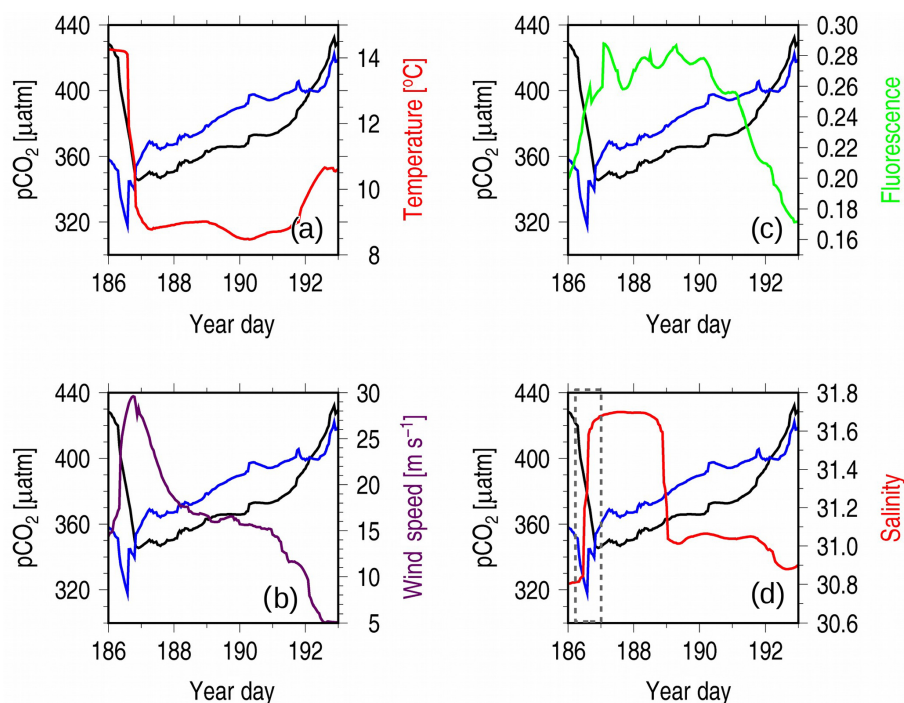 440
400
360
320
pCO₂ [µatm]
14
12
10
8
Temperature [ºC]
(a)
186 188 190 192
Year day
440
400
360
320
pCO₂ [µatm]
0.30
0.28
0.26
0.24
0.22
0.20
0.18
0.16
Fluorescence
(c)
186 188 190 192
Year day
440
400
360
320
pCO₂ [µatm]
30
25
20
15
10
5
Wind speed [m s⁻¹]
(b)
186 188 190 192
Year day
440
400
360
320
pCO₂ [µatm]
31.8
31.6
31.4
31.2
31.0
30.8
30.6
Salinity
(d)
186 188 190 192
Year day